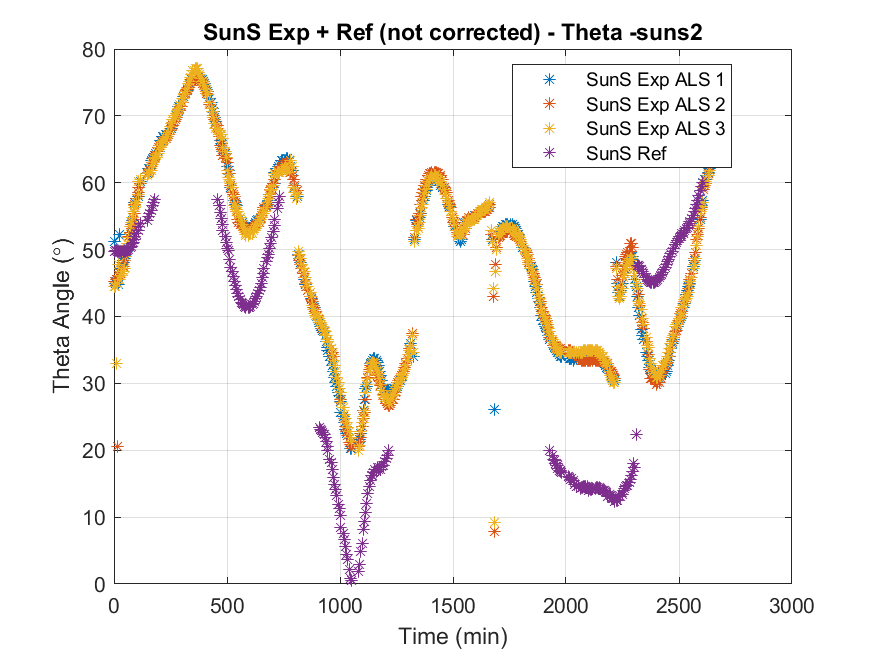 SunS Exp + Ref (not corrected) - Theta -suns2
80
70
60
50
40
30
20
10
0
Theta Angle (°)
SunS Exp ALS 1
SunS Exp ALS 2
SunS Exp ALS 3
SunS Ref
0 500 1000 1500 2000 2500 3000
Time (min)